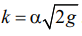 k = α√2g